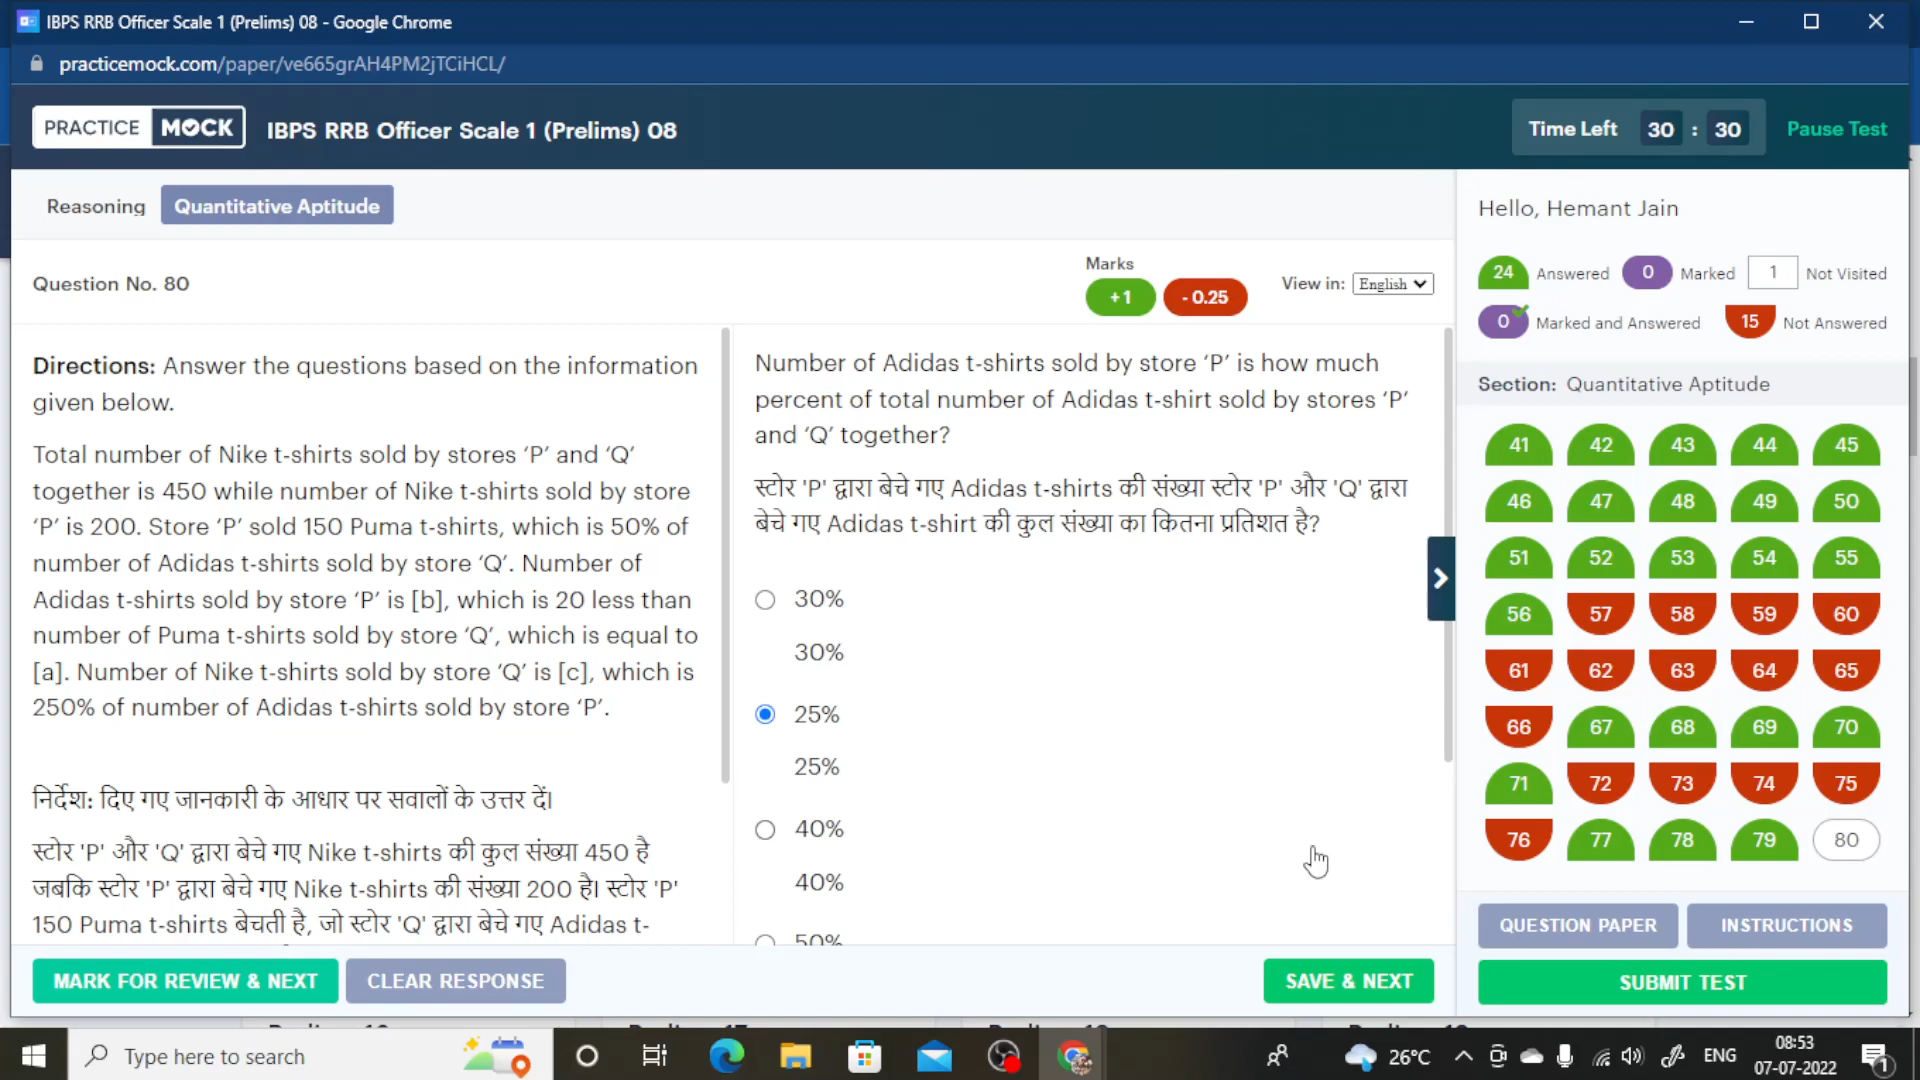 IBPS RRB Officer Scale 1 (Prelims) 08 - Google Chrome
practicemock.com/paper/ve665grAH4PM2jTCiHCL/
PRACTICE MOCK
IBPS RRB Officer Scale 1 (Prelims) 08
Time Left 30 : 30
Pause Test
Reasoning
Quantitative Aptitude
Hello, Hemant Jain
Question No. 80
Marks
+1
- 0.25
View in: English
24 Answered
0 Marked
1 Not Visited
0 Marked and Answered
15 Not Answered
Directions: Answer the questions based on the information
given below.
Total number of Nike t-shirts sold by stores ‘P’ and ‘Q’
together is 450 while number of Nike t-shirts sold by store
‘P’ is 200. Store ‘P’ sold 150 Puma t-shirts, which is 50% of
number of Adidas t-shirts sold by store ‘Q’. Number of
Adidas t-shirts sold by store ‘P’ is [b], which is 20 less than
number of Puma t-shirts sold by store ‘Q’, which is equal to
[a]. Number of Nike t-shirts sold by store ‘Q’ is [c], which is
250% of number of Adidas t-shirts sold by store ‘P’.
निर्देश: दिए गए जानकारी के आधार पर सवालों के उत्तर दें।
स्टोर 'P' और 'Q' द्वारा बेचे गए Nike t-shirts की कुल संख्या 450 है
जबकि स्टोर 'P' द्वारा बेचे गए Nike t-shirts की संख्या 200 है। स्टोर 'P'
150 Puma t-shirts बेचती है, जो स्टोर 'Q' द्वारा बेचे गए Adidas t-
Number of Adidas t-shirts sold by store ‘P’ is how much
percent of total number of Adidas t-shirt sold by stores ‘P’
and ‘Q’ together?
स्टोर 'P' द्वारा बेचे गए Adidas t-shirts की संख्या स्टोर 'P' और 'Q' द्वारा
बेचे गए Adidas t-shirt की कुल संख्या का कितना प्रतिशत है?
30%
30%
25%
25%
40%
40%
50%
Section: Quantitative Aptitude
41 42 43 44 45
46 47 48 49 50
51 52 53 54 55
56 57 58 59 60
61 62 63 64 65
66 67 68 69 70
71 72 73 74 75
76 77 78 79 80
QUESTION PAPER
INSTRUCTIONS
MARK FOR REVIEW & NEXT
CLEAR RESPONSE
SAVE & NEXT
SUBMIT TEST
Type here to search
26°C
ENG
08:53
07-07-2022
1